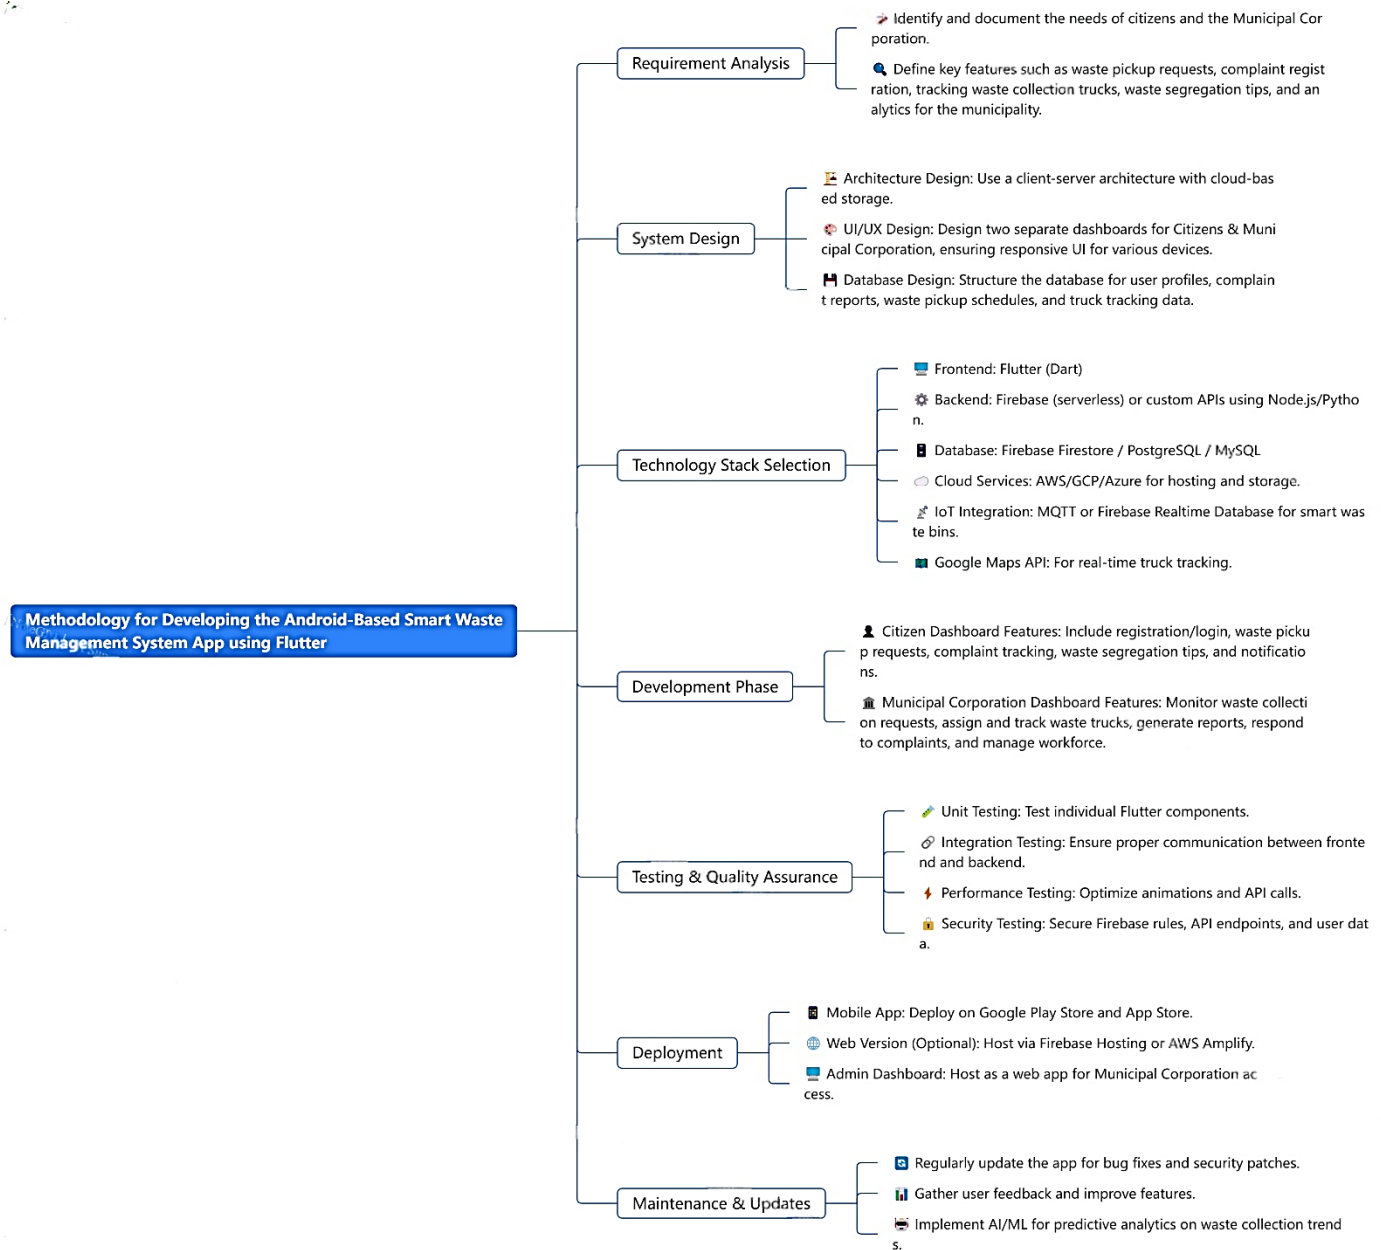 Identify and document the needs of citizens and the Municipal Cor
poration.
Requirement Analysis
Define key features such as waste pickup requests, complaint regist
ration, tracking waste collection trucks, waste segregation tips, and an
alytics for the municipality.
Architecture Design: Use a client-server architecture with cloud-bas
ed storage.
System Design
UI/UX Design: Design two separate dashboards for Citizens & Muni
cipal Corporation, ensuring responsive UI for various devices.
Database Design: Structure the database for user profiles, complain
t reports, waste pickup schedules, and truck tracking data.
Frontend: Flutter (Dart)
Backend: Firebase (serverless) or custom APIs using Node.js/Pytho
n.
Database: Firebase Firestore / PostgreSQL / MySQL
Technology Stack Selection
Cloud Services: AWS/GCP/Azure for hosting and storage.
IoT Integration: MQTT or Firebase Realtime Database for smart was
te bins.
Google Maps API: For real-time truck tracking.
Methodology for Developing the Android-Based Smart Waste
Management System App using Flutter
Citizen Dashboard Features: Include registration/login, waste picku
p requests, complaint tracking, waste segregation tips, and notificatio
ns.
Development Phase
Municipal Corporation Dashboard Features: Monitor waste collecti
on requests, assign and track waste trucks, generate reports, respond
to complaints, and manage workforce.
Unit Testing: Test individual Flutter components.
Integration Testing: Ensure proper communication between fronte
nd and backend.
Testing & Quality Assurance
Performance Testing: Optimize animations and API calls.
Security Testing: Secure Firebase rules, API endpoints, and user dat
a.
Mobile App: Deploy on Google Play Store and App Store.
Deployment
Web Version (Optional): Host via Firebase Hosting or AWS Amplify.
Admin Dashboard: Host as a web app for Municipal Corporation ac
cess.
Regularly update the app for bug fixes and security patches.
Maintenance & Updates
Gather user feedback and improve features.
Implement AI/ML for predictive analytics on waste collection trend
s.